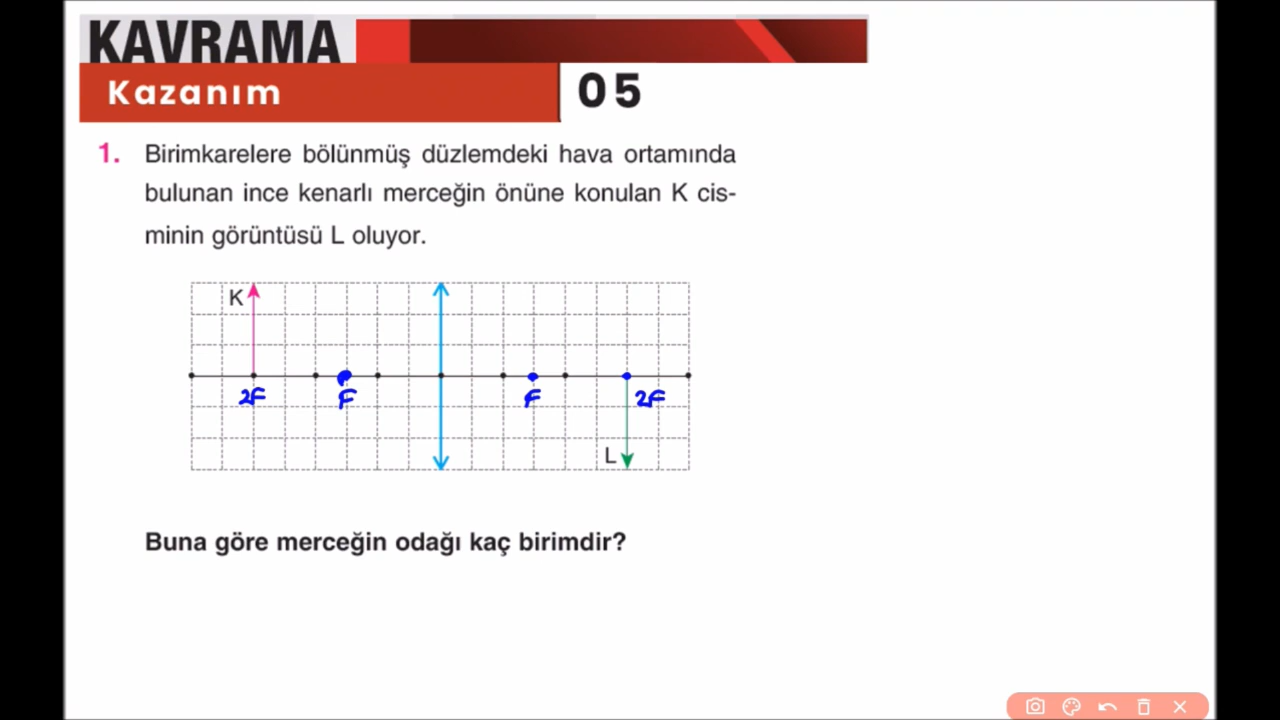 KAVRAMA
Kazanım 05
1. Birimkarelere bölünmüş düzlemdeki hava ortamında
bulunan ince kenarlı merceğin önüne konulan K cis-
minin görüntüsü L oluyor.
K
2F F F 2F
L
Buna göre merceğin odağı kaç birimdir?